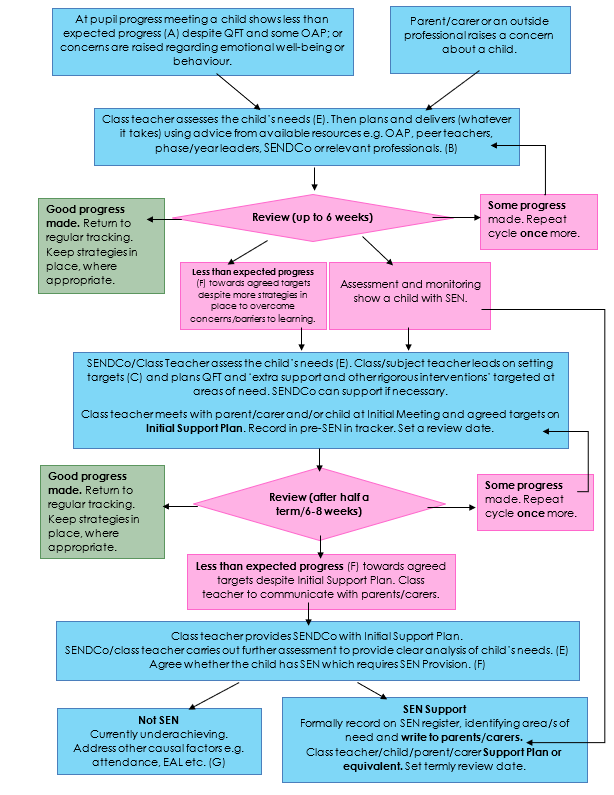 At pupil progress meeting a child shows less than
expected progress (A) despite QFT and some OAP; or
concerns are raised regarding emotional well-being or
behaviour.
Parent/carer or an outside
professional raises a concern
about a child.
Class teacher assesses the child's needs (E). Then plans and delivers (whatever
it takes) using advice from available resources e.g. OAP, peer teachers,
phase/year leaders, SENDCo or relevant professionals. (B)
Good progress
made. Return to
regular tracking.
Keep strategies in
place, where
appropriate.
Review (up to 6 weeks)
Some progress
made. Repeat
cycle once more.
Less than expected progress
(F) towards agreed targets
despite more strategies in
place to overcome
concerns/barriers to learning.
Assessment and monitoring
show a child with SEN.
SENDCo/Class Teacher assess the child's needs (E). Class/subject teacher leads on setting
targets (C) and plans QFT and 'extra support and other rigorous interventions' targeted at
areas of need. SENDCo can support if necessary.
Class teacher meets with parent/carer and/or child at Initial Meeting and agreed targets on
Initial Support Plan. Record in pre-SEN in tracker. Set a review date.
Good progress
made. Return to
regular tracking.
Keep strategies in
place, where
appropriate.
Review (after half a
term/6-8 weeks)
Some progress
made. Repeat
cycle once more.
Less than expected progress (F) towards agreed
targets despite Initial Support Plan. Class
teacher to communicate with parents/carers.
Class teacher provides SENDCo with Initial Support Plan.
SENDCo/class teacher carries out further assessment to provide clear analysis of child's needs. (E)
Agree whether the child has SEN which requires SEN Provision. (F)
Not SEN
Currently underachieving.
Address other causal factors e.g.
attendance, EAL etc. (G)
SEN Support
Formally record on SEN register, identifying area/s of
need and write to parents/carers.
Class teacher/child/parent/carer Support Plan or
equivalent. Set termly review date.